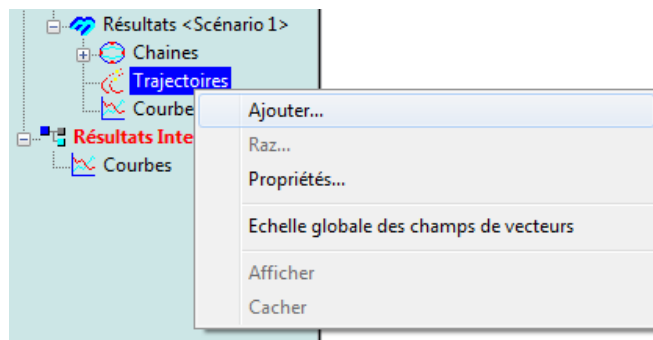 Résultats <Scénario 1>
Chaines
Trajectoires
Courbe
Résultats Inte
Courbes
Ajouter...
Raz...
Propriétés...
Echelle globale des champs de vecteurs
Afficher
Cacher